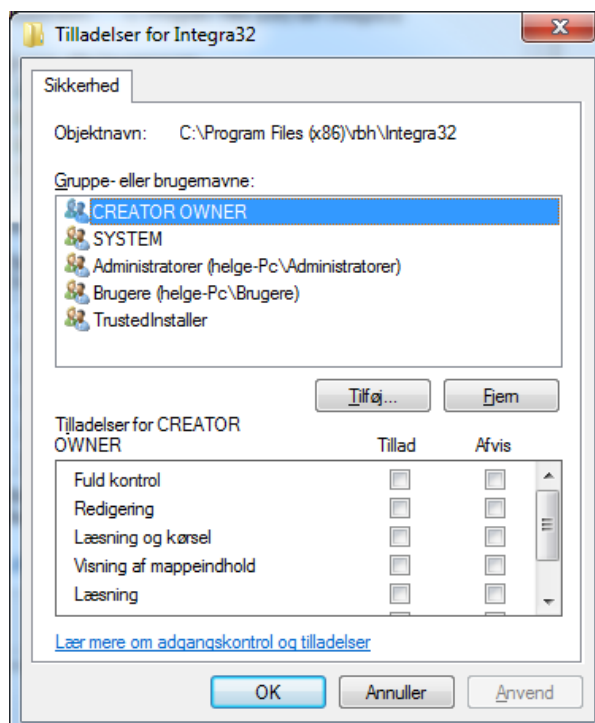 Tilladelser for Integra32
Sikkerhed
Objektnavn: C:\Program Files (x86)\rbh\Integra32
Gruppe- eller brugernavne:
CREATOR OWNER
SYSTEM
Administratorer (helge-Pc\Administratorer)
Brugere (helge-Pc\Brugere)
TrustedInstaller
Tilføj... Fjern
Tilladelser for CREATOR
OWNER Tillad Afvis
Fuld kontrol
Redigering
Læsning og kørsel
Visning af mappeindhold
Læsning
Lær mere om adgangskontrol og tilladelser
OK Annuller Anvend